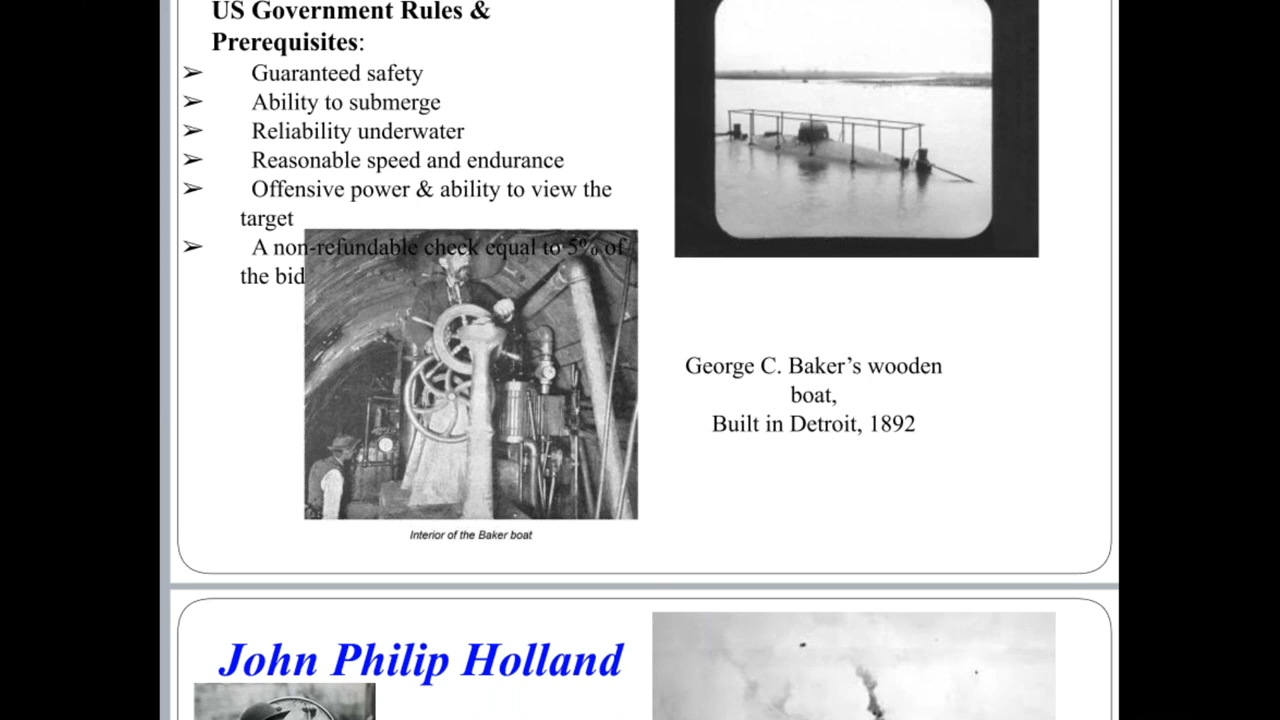 US Government Rules &
Prerequisites:
➢ Guaranteed safety
➢ Ability to submerge
➢ Reliability underwater
➢ Reasonable speed and endurance
➢ Offensive power & ability to view the
target
➢ A non-refundable check equal to 5% of
the bid
George C. Baker’s wooden
boat,
Built in Detroit, 1892
Interior of the Baker boat
John Philip Holland